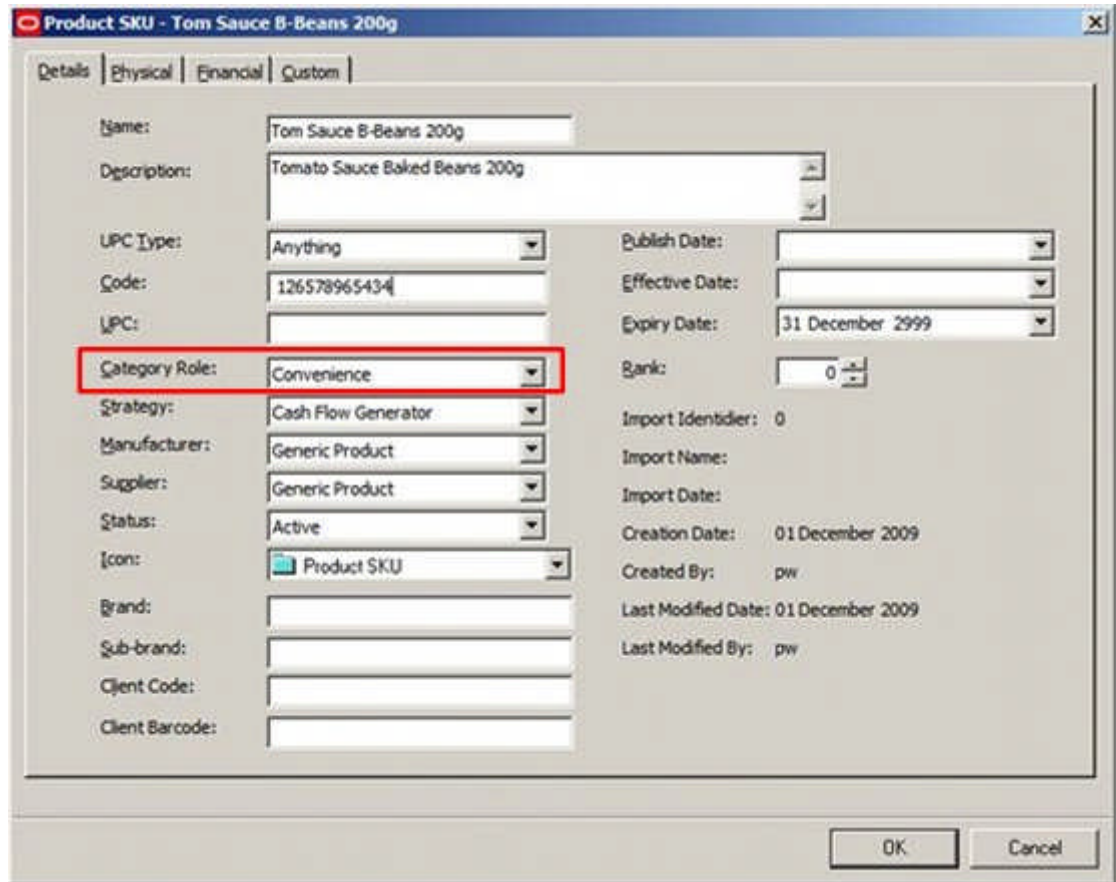 Product SKU - Tom Sauce B-Beans 200g
Details Physical Financial Custom
Name: Tom Sauce B-Beans 200g
Description: Tomato Sauce Baked Beans 200g
UPC Type: Anything Publish Date:
Code: 126578965434 Effective Date:
UPC: Expiry Date: 31 December 2999
Category Role: Convenience Rank: 0
Strategy: Cash Flow Generator Import Identidier: 0
Manufacturer: Generic Product Import Name:
Supplier: Generic Product Import Date:
Status: Active Creation Date: 01 December 2009
Icon: Product SKU Created By: pw
Brand: Last Modified Date: 01 December 2009
Sub-brand: Last Modified By: pw
Client Code:
Client Barcode:
OK Cancel